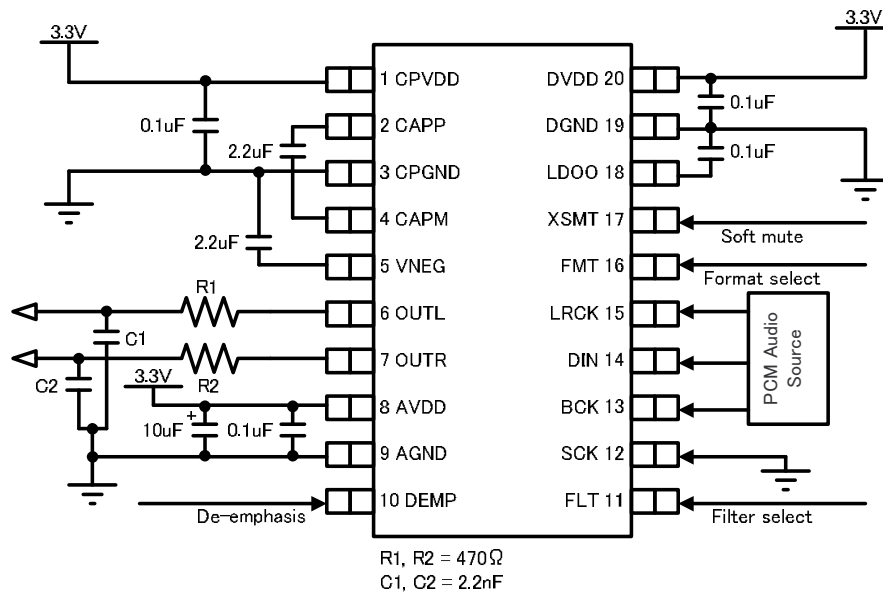 3.3V
3.3V
1 CPVDD
DVDD 20
0.1uF
0.1uF
2 CAPP
DGND 19
2.2uF
0.1uF
3 CPGND
LDOO 18
4 CAPM
XSMT 17
2.2uF
Soft mute
5 VNEG
FMT 16
Format select
R1
6 OUTL
LRCK 15
C1
PCM Audio
Source
7 OUTR
DIN 14
C2
R2
3.3V
8 AVDD
BCK 13
+
10uF
0.1uF
9 AGND
SCK 12
10 DEMP
FLT 11
De-emphasis
Filter select
R1, R2 = 470Ω
C1, C2 = 2.2nF